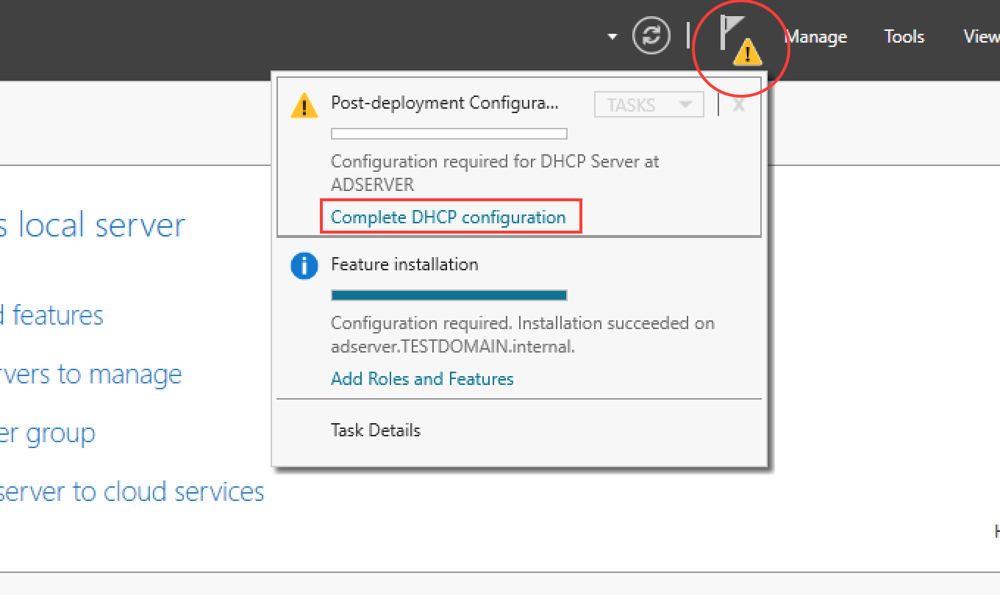 Manage Tools View
Post-deployment Configura...
TASKS
X
Configuration required for DHCP Server at
ADSERVER
Complete DHCP configuration
Feature installation
Configuration required. Installation succeeded on
adserver.TESTDOMAIN.internal.
Add Roles and Features
Task Details
s local server
d features
rvers to manage
er group
server to cloud services
H